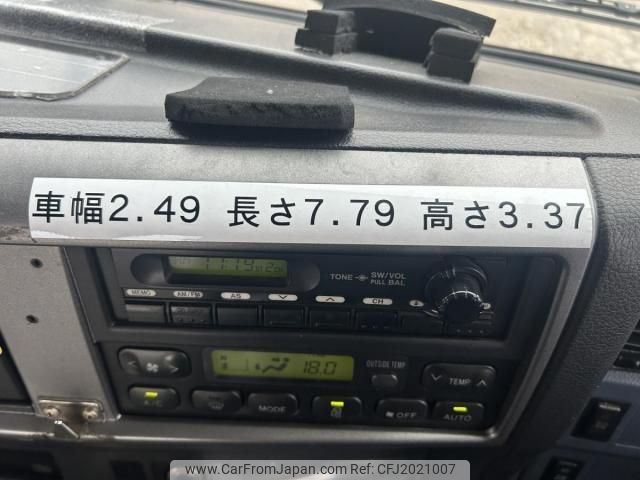 車幅2.49 長さ7.79 高さ3.37
TONE SW/VOL
PULL BAL
MEMO AM/FM AS CH
18.0
OUTSIDE TEMP
TEMP
A/C MODE OFF AUTO
www.CarFromJapan.com - CFJ2021007